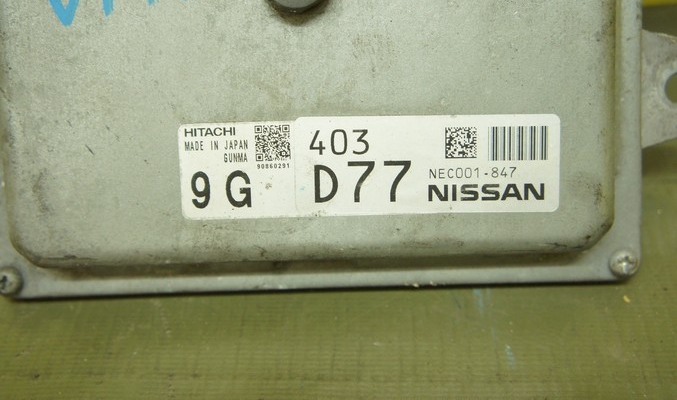 HITACHI
MADE IN JAPAN
GUNMA
90860291
9 G
403
D77
NEC001-847
NISSAN